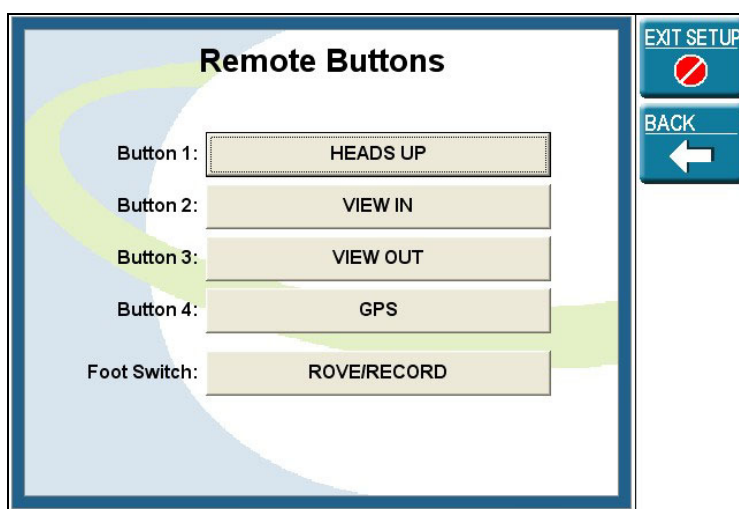 Remote Buttons
Button 1: HEADS UP
Button 2: VIEW IN
Button 3: VIEW OUT
Button 4: GPS
Foot Switch: ROVE/RECORD
EXIT SETUP
BACK